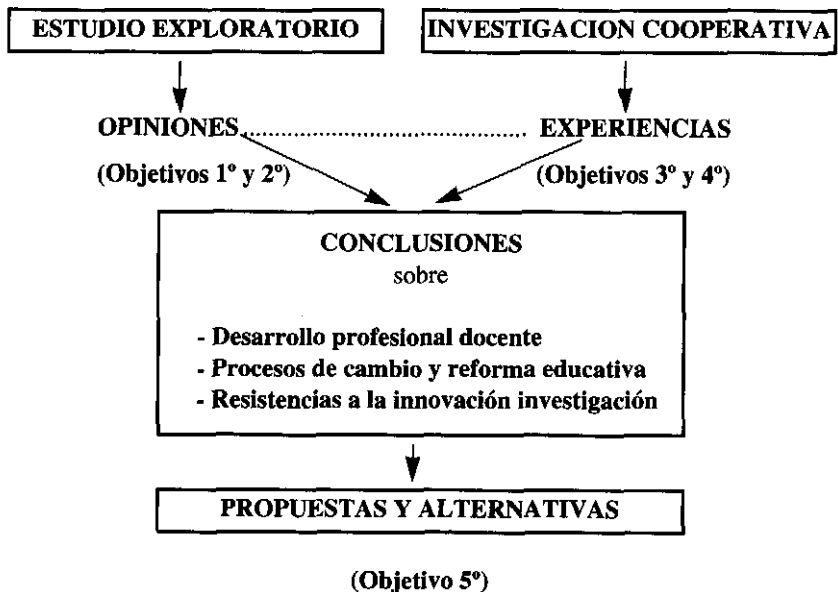 ESTUDIO EXPLORATORIO
INVESTIGACION COOPERATIVA
OPINIONES............................................... EXPERIENCIAS
(Objetivos 1º y 2º)
(Objetivos 3º y 4º)
CONCLUSIONES
sobre
- Desarrollo profesional docente
- Procesos de cambio y reforma educativa
- Resistencias a la innovación investigación
PROPUESTAS Y ALTERNATIVAS
(Objetivo 5º)